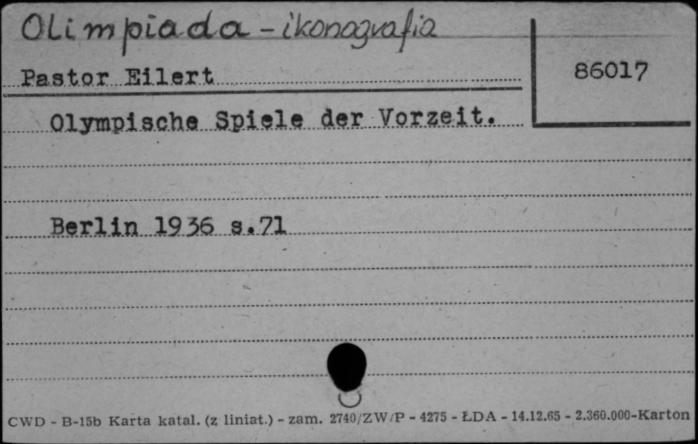 Olimpiada - ikonografia
Pastor Eilert
86017
Olympische Spiele der Vorzeit.
Berlin 1936 s.71
CWD - B-15b Karta katal. (z liniat.) - zam. 2740/ZW/P - 4275 - ŁDA - 14.12.65 - 2.360.000-Karton